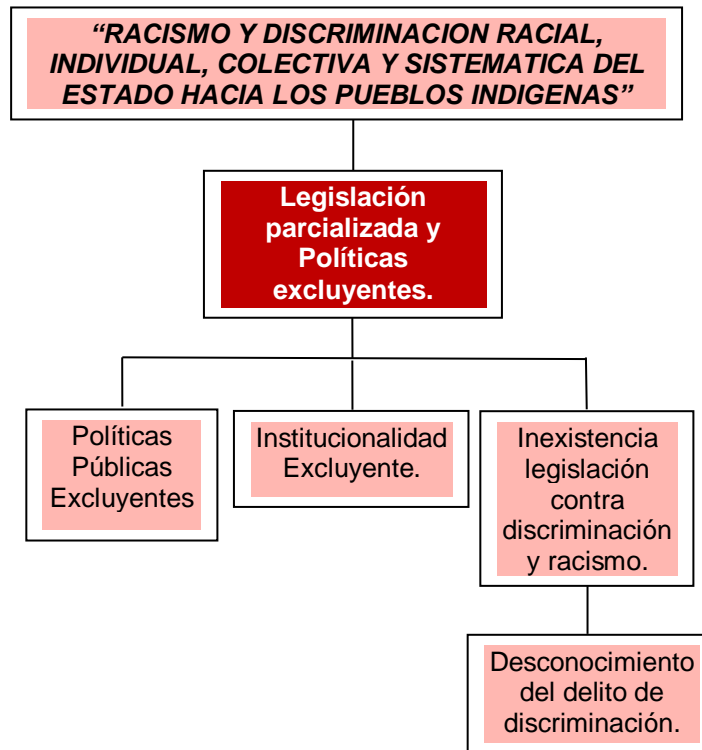 “RACISMO Y DISCRIMINACION RACIAL,
INDIVIDUAL, COLECTIVA Y SISTEMATICA DEL
ESTADO HACIA LOS PUEBLOS INDIGENAS”
Legislación
parcializada y
Políticas
excluyentes.
Políticas
Públicas
Excluyentes
Institucionalidad
Excluyente.
Inexistencia
legislación
contra
discriminación
y racismo.
Desconocimiento
del delito de
discriminación.